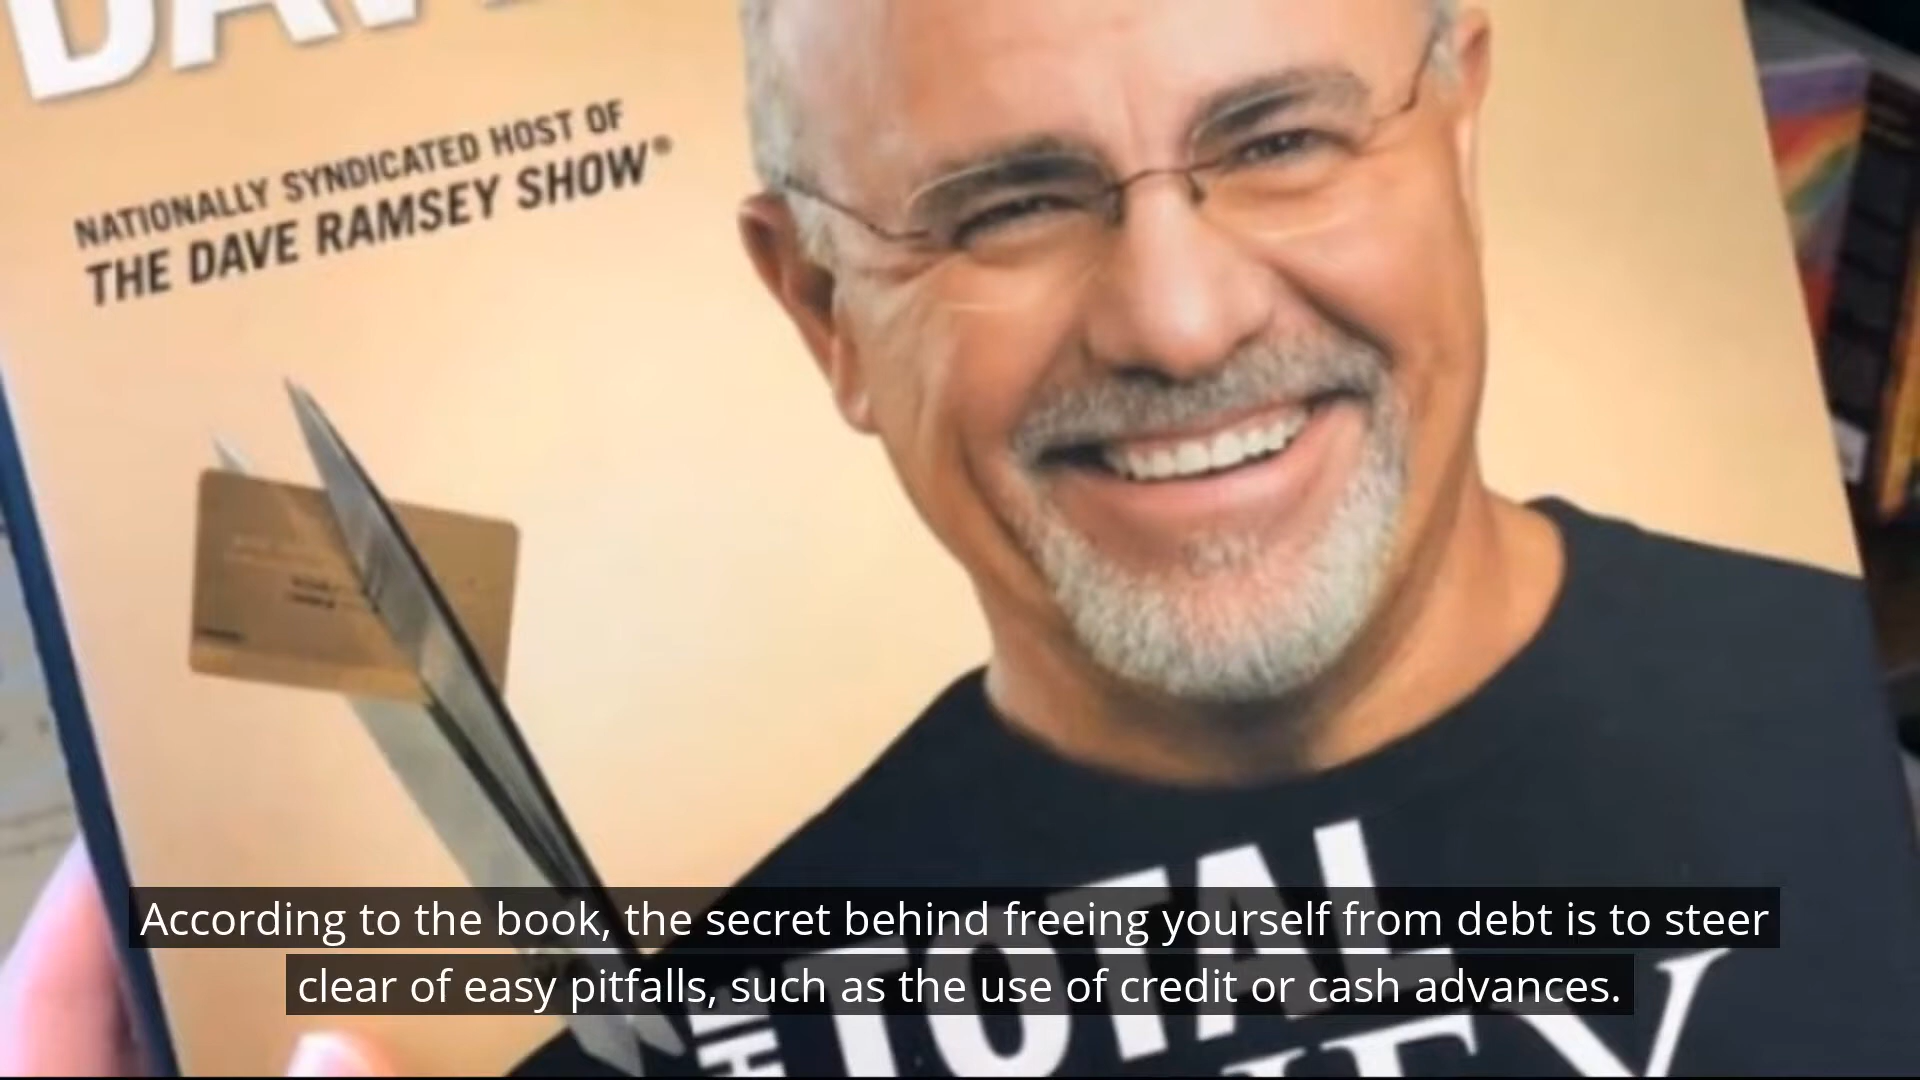 NATIONALLY SYNDICATED HOST OF
THE DAVE RAMSEY SHOW®
According to the book, the secret behind freeing yourself from debt is to steer
clear of easy pitfalls, such as the use of credit or cash advances.
TOTAL